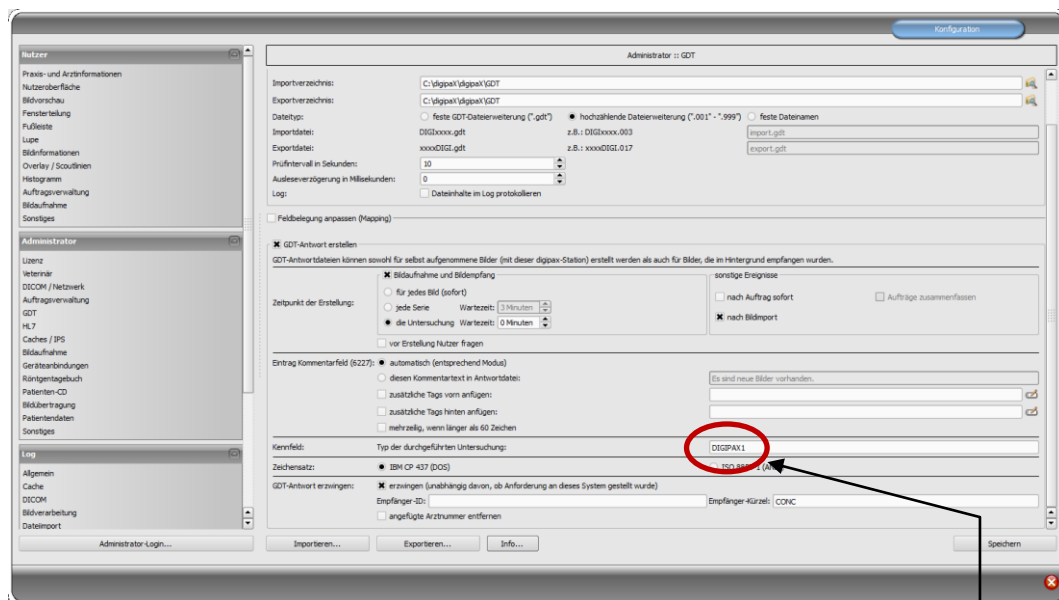 Konfiguration
Nutzer
Praxis- und Arztinformationen
Nutzeroberfläche
Bildvorschau
Fensterteilung
Fußleiste
Lupe
Bildinformationen
Overlay / Scoutlinien
Histogramm
Auftragsverwaltung
Bildaufnahme
Sonstiges
Administrator
Lizenz
Veterinär
DICOM / Netzwerk
Auftragsverwaltung
GDT
HL7
Caches / IPS
Bildaufnahme
Geräteanbindungen
Röntgentagebuch
Patienten-CD
Bildübertragung
Patientendaten
Sonstiges
Log
Allgemein
Cache
DICOM
Bildverarbeitung
Dateimport
Administrator-Login...
Administrator :: GDT
Importverzeichnis: C:\digipaX\digipaX\GDT
Exportverzeichnis: C:\digipaX\digipaX\GDT
Dateityp: feste GDT-Dateierweiterung (".gdt") hochzählende Dateierweiterung (".001" - ".999") feste Dateinamen
Importdatei: DIGIxxxx.gdt z.B.: DIGIxxxx.003 import.gdt
Exportdatei: xxxxDIGI.gdt z.B.: xxxxDIGI.017 export.gdt
Prüfintervall in Sekunden: 10
Ausleseverzögerung in Millisekunden: 0
Log: Dateiinhalte im Log protokollieren
Feldbelegung anpassen (Mapping)
GDT-Antwort erstellen
GDT-Antwortdateien können sowohl für selbst aufgenommene Bilder (mit dieser digipax-Station) erstellt werden als auch für Bilder, die im Hintergrund empfangen wurden.
Zeitpunkt der Erstellung:
Bildaufnahme und Bildempfang
für jedes Bild (sofort)
jede Serie Wartezeit: 3 Minuten
die Untersuchung Wartezeit: 0 Minuten
sonstige Ereignisse
nach Auftrag sofort Aufträge zusammenfassen
nach Bildimport
vor Erstellung Nutzer fragen
Eintrag Kommentarfeld (6227): automatisch (entsprechend Modus)
diesen Kommentartext in Antwortdatei: Es sind neue Bilder vorhanden.
zusätzliche Tags vorn anfügen:
zusätzliche Tags hinten anfügen:
mehrzeilig, wenn länger als 60 Zeichen
Kennfeld: Typ der durchgeführten Untersuchung: DIGIPAX1
Zeichensatz: IBM CP 437 (DOS) ISO
GDT-Antwort erzwingen: erzwingen (unabhängig davon, ob Anforderung an dieses System gestellt wurde)
Empfänger-ID: Empfänger-Kürzel: CONC
angefügte Arztnummer entfernen
Importieren... Exportieren... Info... Speichern